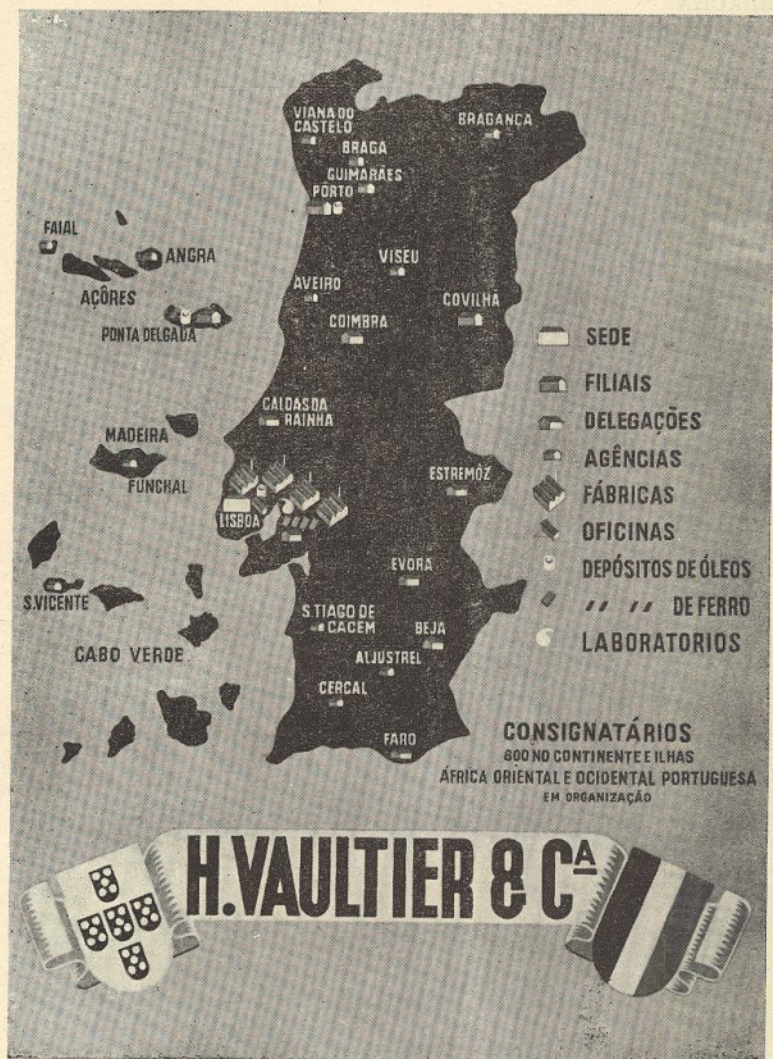 VIANA DO
CASTELO
BRAGANÇA
BRAGA
GUIMARÃES
PÔRTO
FAIAL
ANGRA
AÇÔRES
PONTA DELGADA
VISEU
AVEIRO
COVILHÃ
COIMBRA
CALDAS DA
RAINHA
MADEIRA
FUNCHAL
LISBOA
ESTREMÔZ
EVORA
S.VICENTE
CABO VERDE
S.TIAGO DE
CACEM
BEJA
ALJUSTREL
CERCAL
FARO
SEDE
FILIAIS
DELEGAÇÕES
AGÊNCIAS
FÁBRICAS
OFICINAS
DEPÓSITOS DE ÓLEOS
" " DE FERRO
LABORATORIOS
CONSIGNATÁRIOS
600 NO CONTINENTE E ILHAS
ÁFRICA ORIENTAL E OCIDENTAL PORTUGUESA
EM ORGANIZAÇÃO
H.VAULTIER & CA